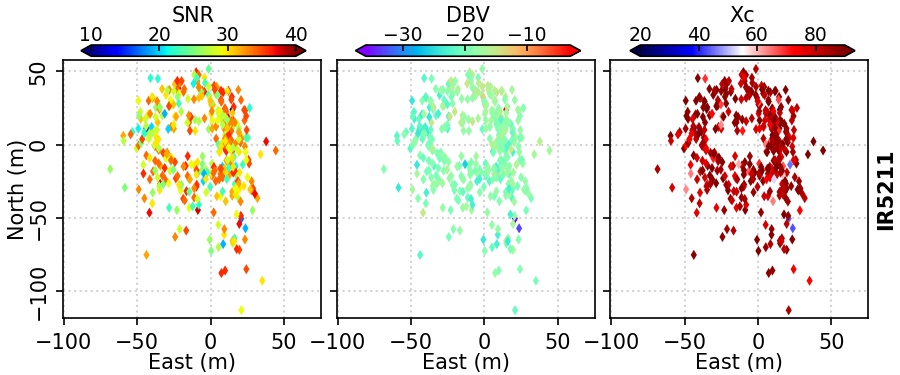 SNR DBV Xc
10 20 30 40 −30 −20 −10 20 40 60 80
50
0
−50
−100
North (m)
−100 −50 0 50 −100 −50 0 50 −100 −50 0 50
East (m) East (m) East (m)
IR5211